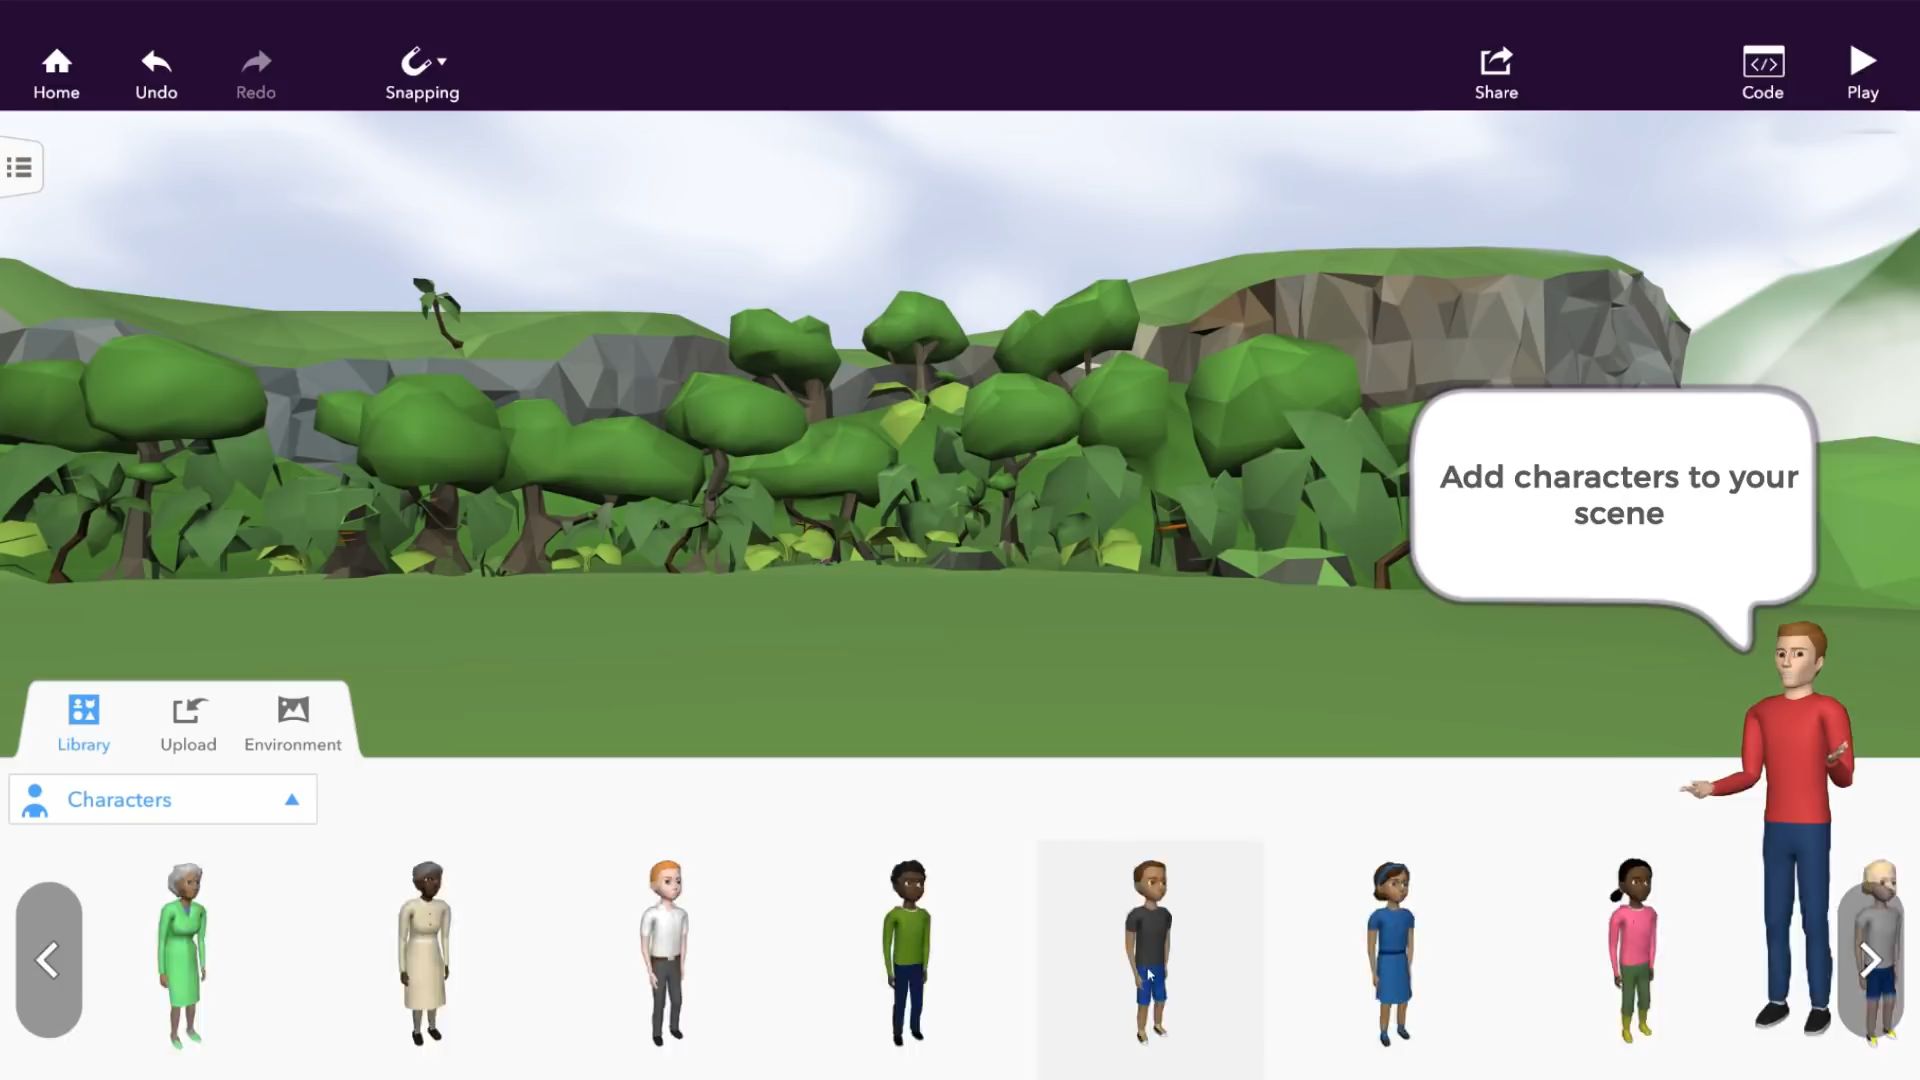 Home
Undo
Redo
Snapping
Share
Code
Play
Add characters to your
scene
Library
Upload
Environment
Characters